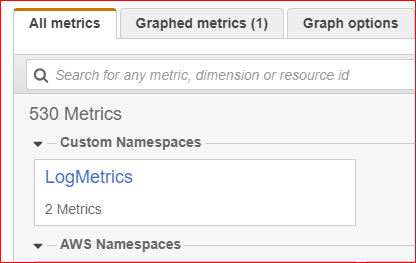 All metrics
Graphed metrics (1)
Graph options
Search for any metric, dimension or resource id
530 Metrics
Custom Namespaces
LogMetrics
2 Metrics
AWS Namespaces